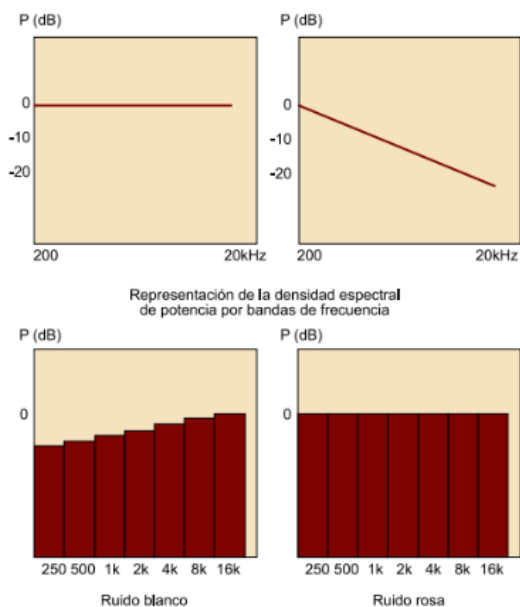 P (dB)
P (dB)
0
-10
-20
0
-10
-20
200 20kHz
200 20kHz
Representación de la densidad espectral
de potencia por bandas de frecuencia
P (dB)
P (dB)
0
0
250 500 1k 2k 4k 8k 16k
250 500 1k 2k 4k 8k 16k
Ruido blanco
Ruido rosa